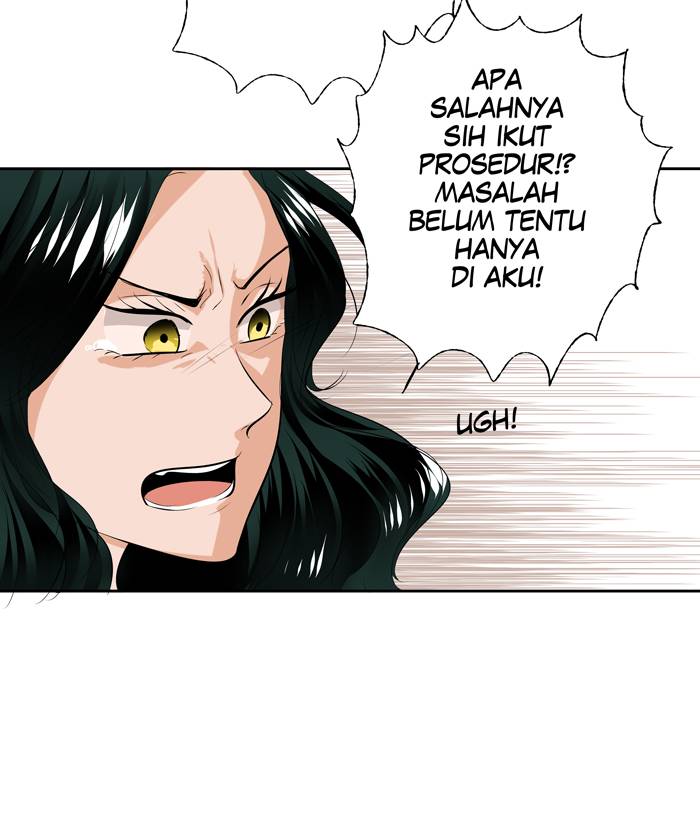 APA
SALAHNYA
SIH IKUT
PROSEDUR!?
MASALAH
BELUM TENTU
HANYA
DI AKU!
UGH!